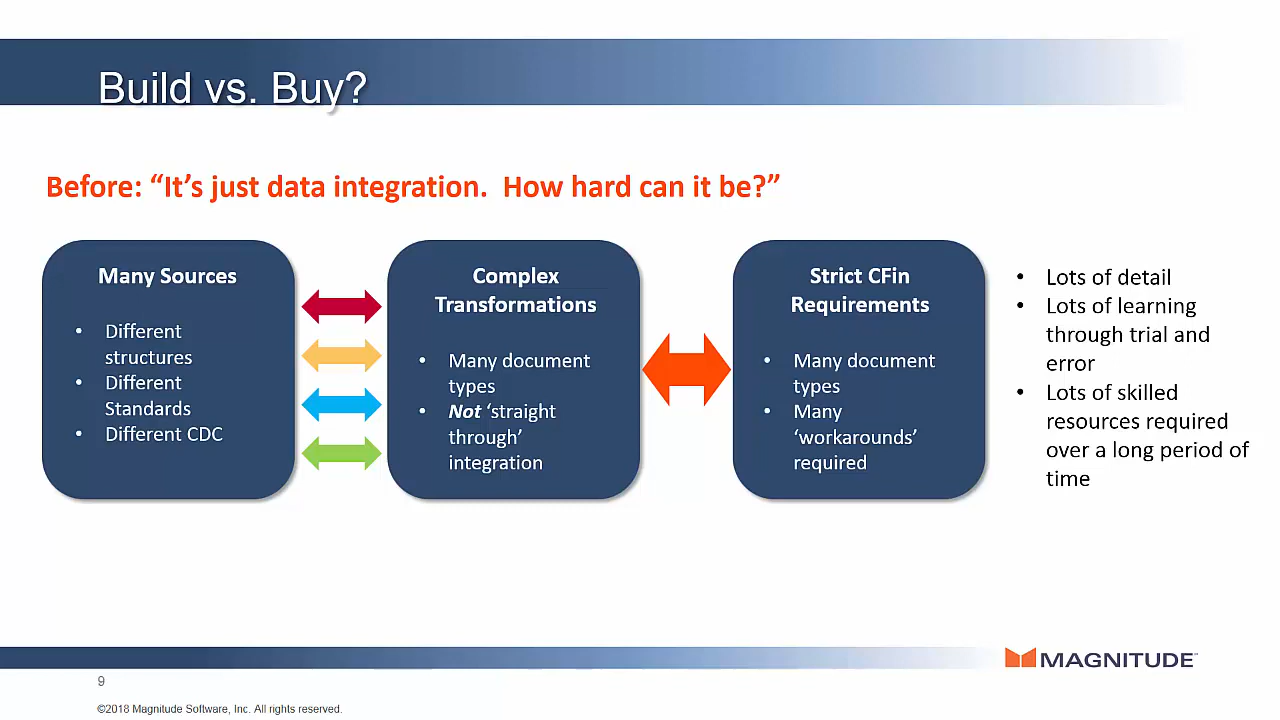 Build vs. Buy?
Before: “It’s just data integration.  How hard can it be?”
Many Sources
• Different
structures
• Different
Standards
• Different CDC
Complex
Transformations
• Many document
types
• Not ‘straight
through’
integration
Strict CFin
Requirements
• Many document
types
• Many
‘workarounds’
required
• Lots of detail
• Lots of learning
through trial and
error
• Lots of skilled
resources required
over a long period of
time
MAGNITUDE
9
©2018 Magnitude Software, Inc. All rights reserved.